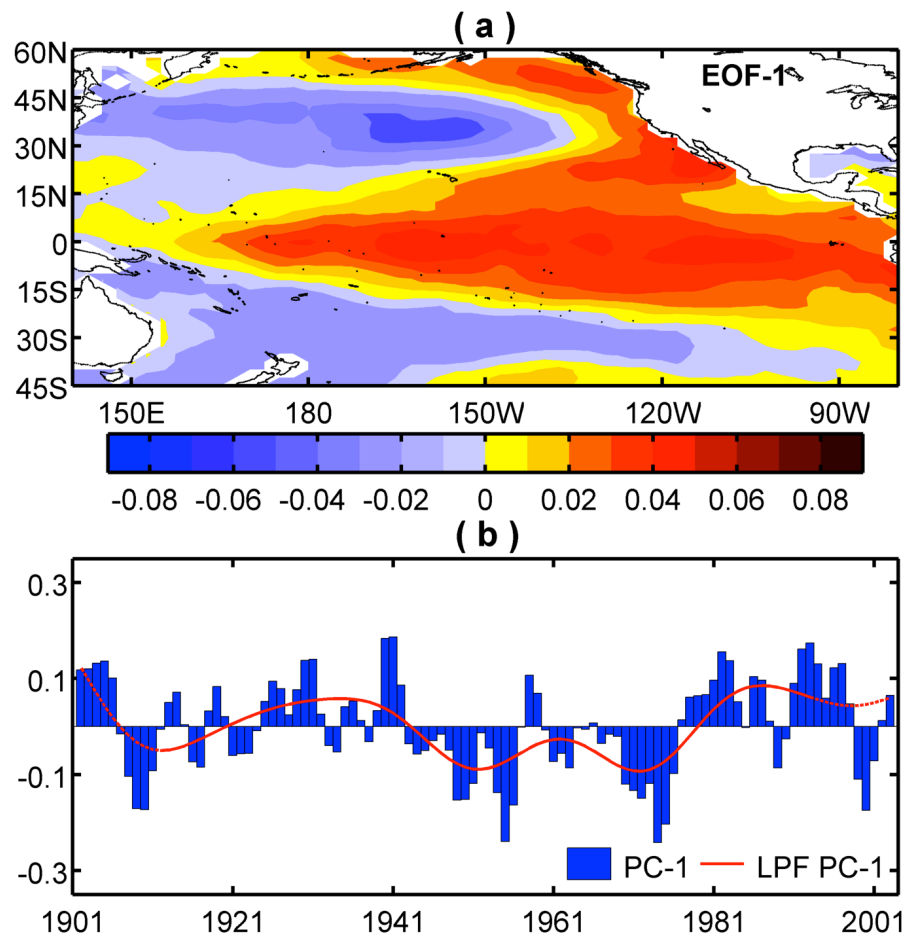 ( a )
60N
EOF-1
45N
30N
15N
0
15S
30S
45S
150E 180 150W 120W 90W
-0.08 -0.06 -0.04 -0.02 0 0.02 0.04 0.06 0.08
( b )
0.3
0.1
-0.1
-0.3
PC-1 LPF PC-1
1901 1921 1941 1961 1981 2001